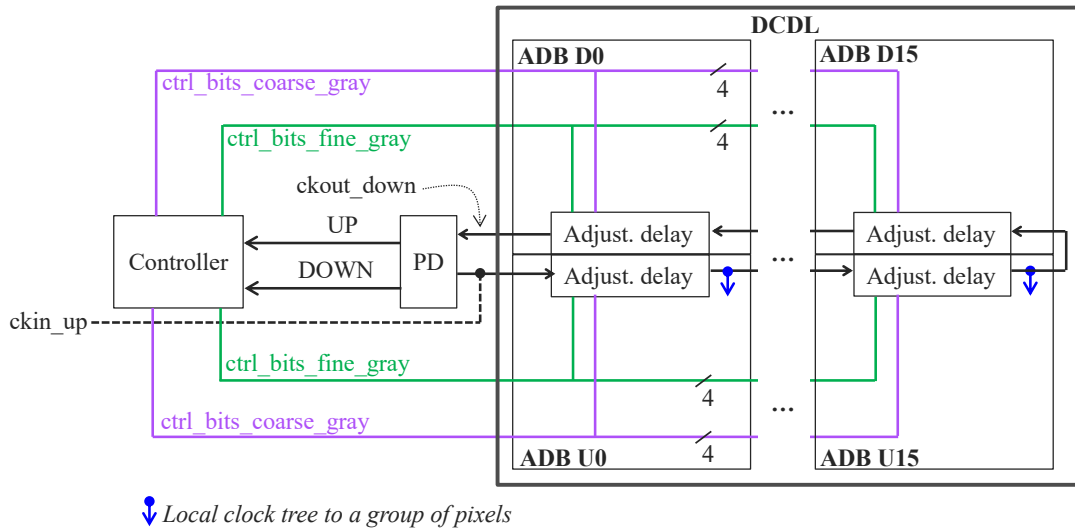 DCDL
ADB D0
ADB D15
ctrl_bits_coarse_gray
4
...
ctrl_bits_fine_gray
4
ckout_down
UP
Adjust. delay
...
Adjust. delay
Controller
PD
DOWN
Adjust. delay
...
Adjust. delay
ckin_up
ctrl_bits_fine_gray
4
...
ctrl_bits_coarse_gray
4
ADB U0
ADB U15
Local clock tree to a group of pixels